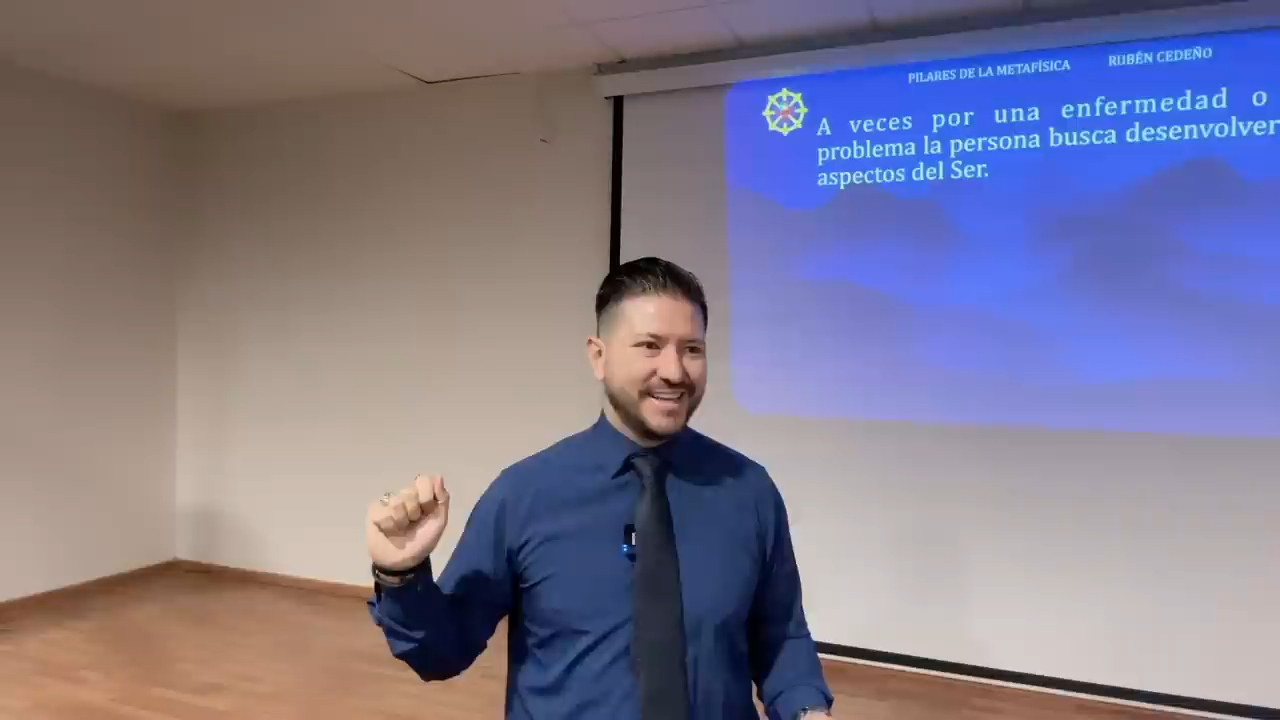 PILARES DE LA METAFÍSICA RUBÉN CEDEÑO
A veces por una enfermedad o
problema la persona busca desenvolver
aspectos del Ser.